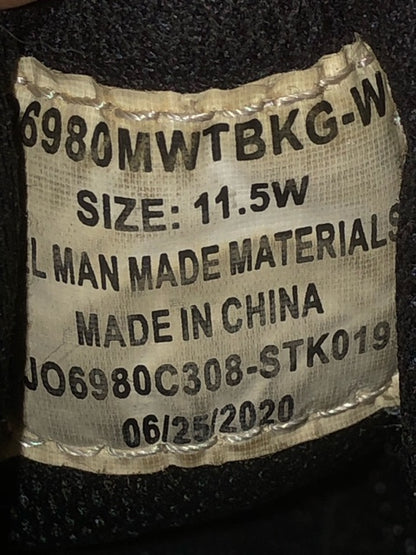 6980MWTBKG-W
SIZE: 11.5W
L MAN MADE MATERIALS
MADE IN CHINA
JO6980C308-STK019
06/25/2020